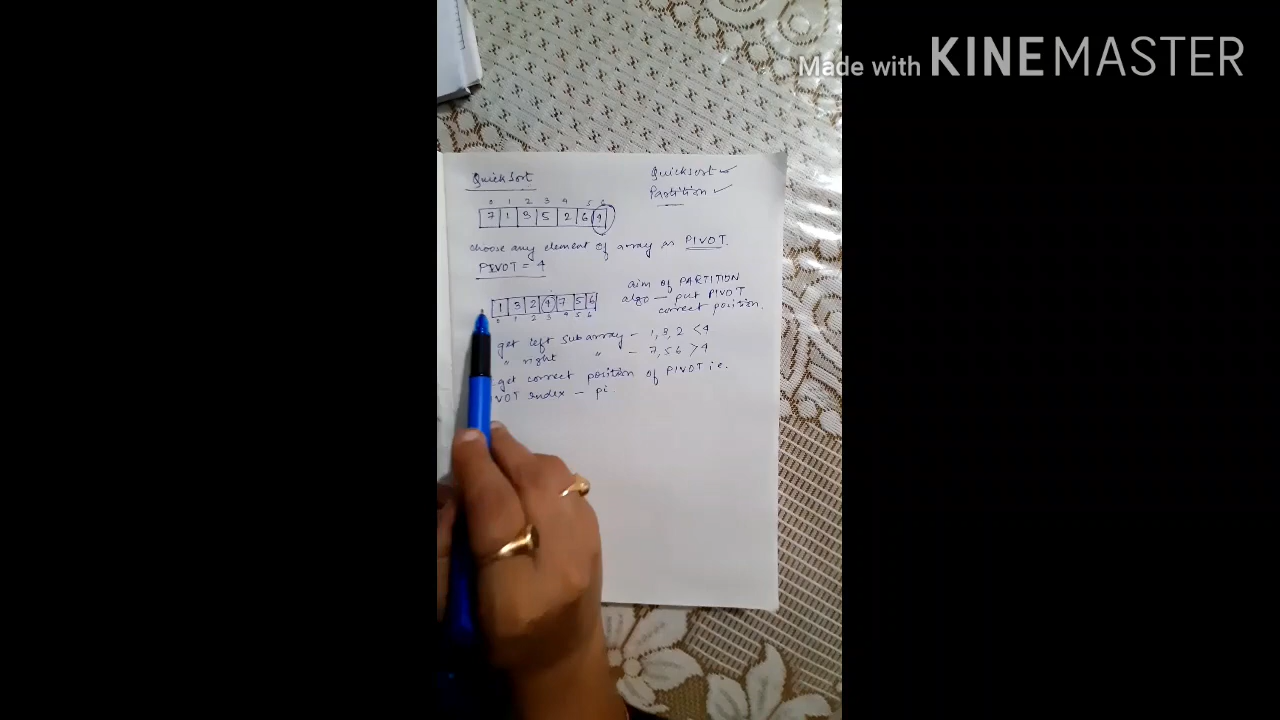 Made with KINEMASTER
QuickSort
Quicksort ✓
Partition ✓
0 1 2 3 4 5 6
7 1 3 5 2 6 4
choose any element of array as PIVOT.
PIVOT = 4
aim of PARTITION
algo — put PIVOT
correct position.
1 3 2 4 7 5 6
0 1 2 3 4 5 6
get left subarray - 1, 3, 2 < 4
" right " - 7, 5 6 > 4
get correct position of PIVOT i.e.
VOT index - pi